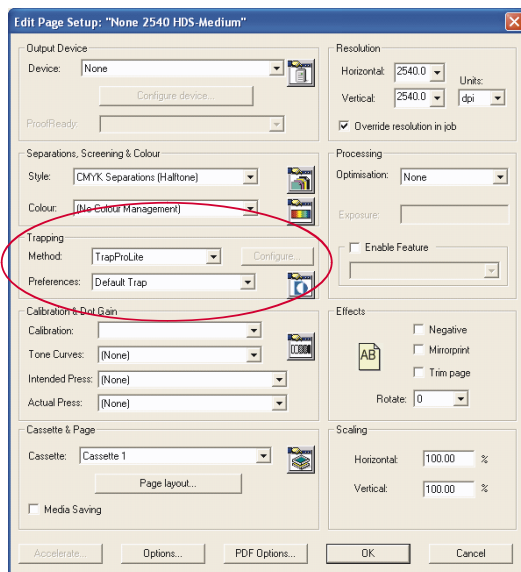 Edit Page Setup: "None 2540 HDS-Medium"
Output Device
Device: None
Configure device...
ProofReady:
Resolution
Horizontal: 2540.0
Units:
Vertical: 2540.0 dpi
Override resolution in job
Separations, Screening & Colour
Style: CMYK Separations (Halftone)
Colour: (No Colour Management)
Processing
Optimisation: None
Exposure:
Enable Feature
Trapping
Method: TrapProLite Configure...
Preferences: Default Trap
Calibration & Dot Gain
Calibration:
Tone Curves: (None)
Intended Press: (None)
Actual Press: (None)
Effects
AB
Negative
Mirrorprint
Trim page
Rotate: 0
Cassette & Page
Cassette: Cassette 1
Page layout...
Media Saving
Scaling
Horizontal: 100.00 %
Vertical: 100.00 %
Accelerate... Options... PDF Options... OK Cancel